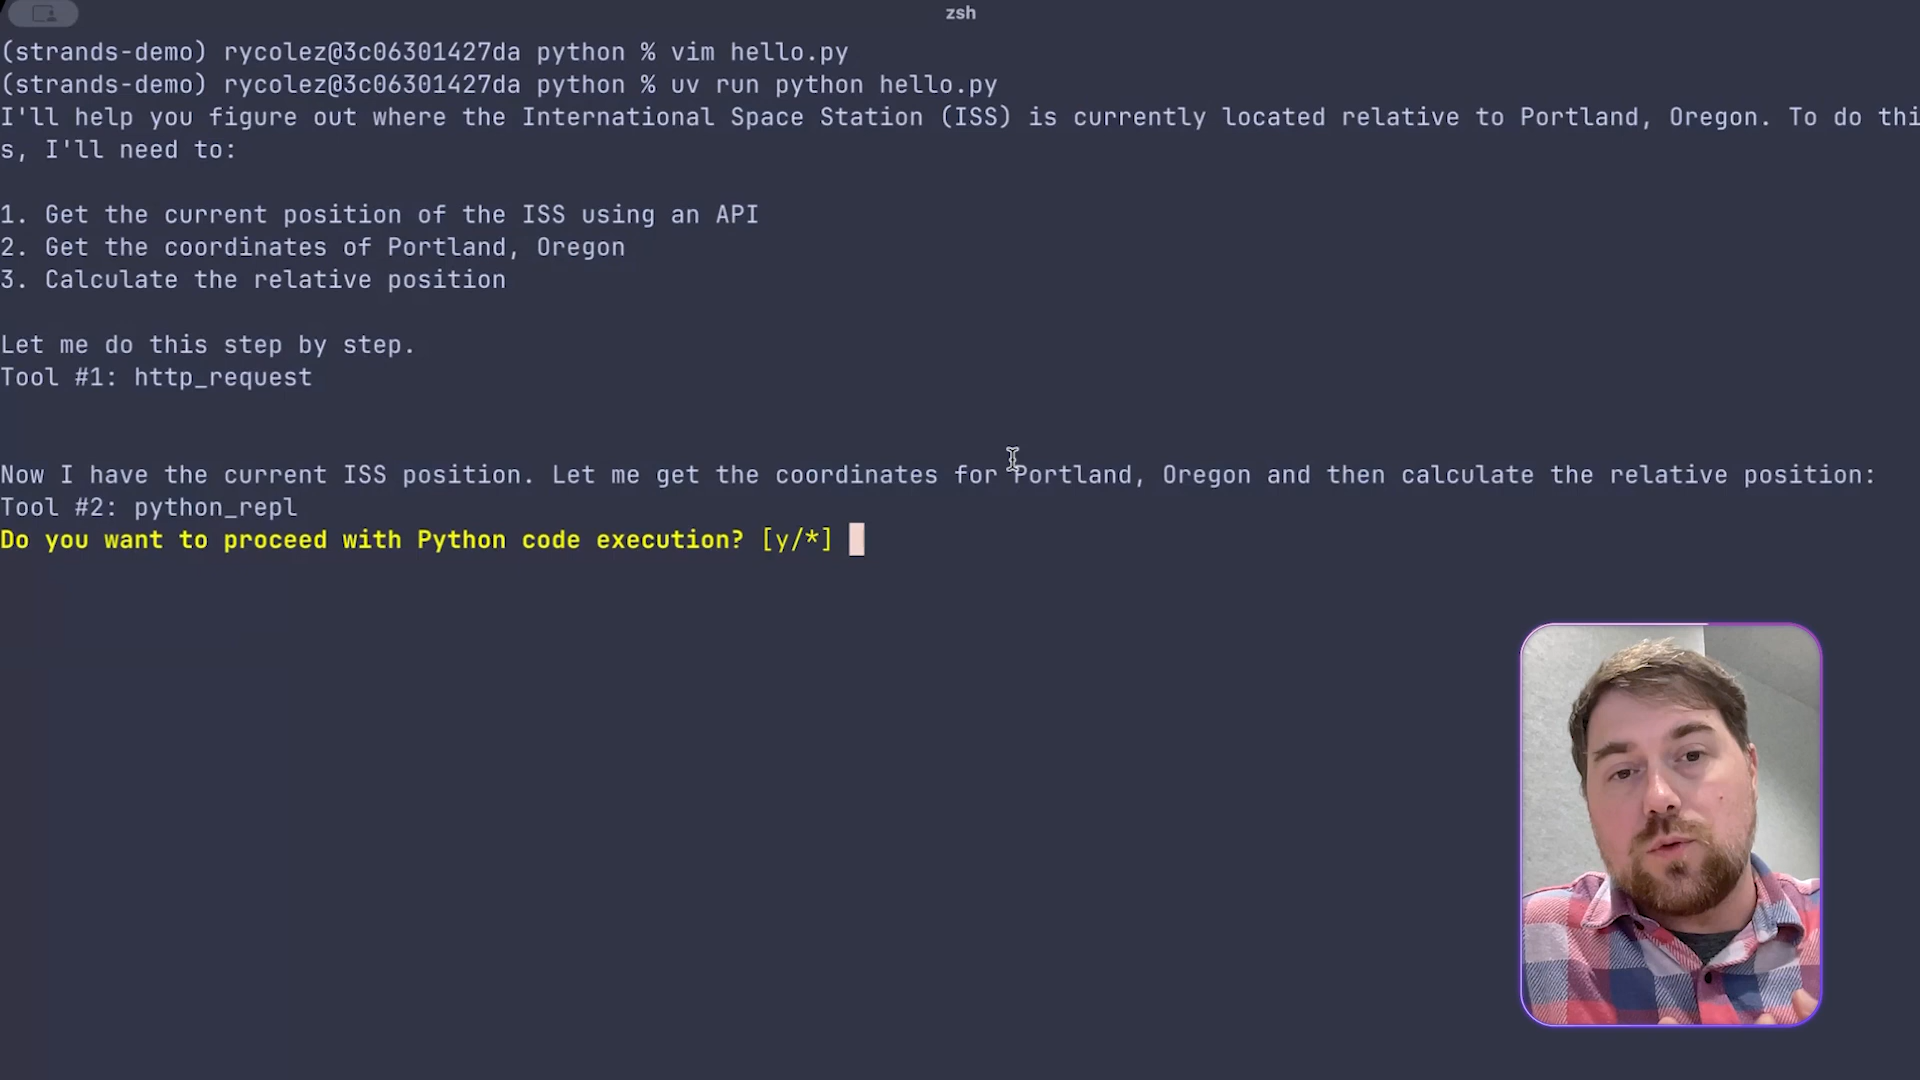 zsh
(strands-demo) rycolez@3c06301427da python % vim hello.py
(strands-demo) rycolez@3c06301427da python % uv run python hello.py
I'll help you figure out where the International Space Station (ISS) is currently located relative to Portland, Oregon. To do thi
s, I'll need to:
1. Get the current position of the ISS using an API
2. Get the coordinates of Portland, Oregon
3. Calculate the relative position
Let me do this step by step.
Tool #1: http_request
Now I have the current ISS position. Let me get the coordinates for Portland, Oregon and then calculate the relative position:
Tool #2: python_repl
Do you want to proceed with Python code execution? [y/*]